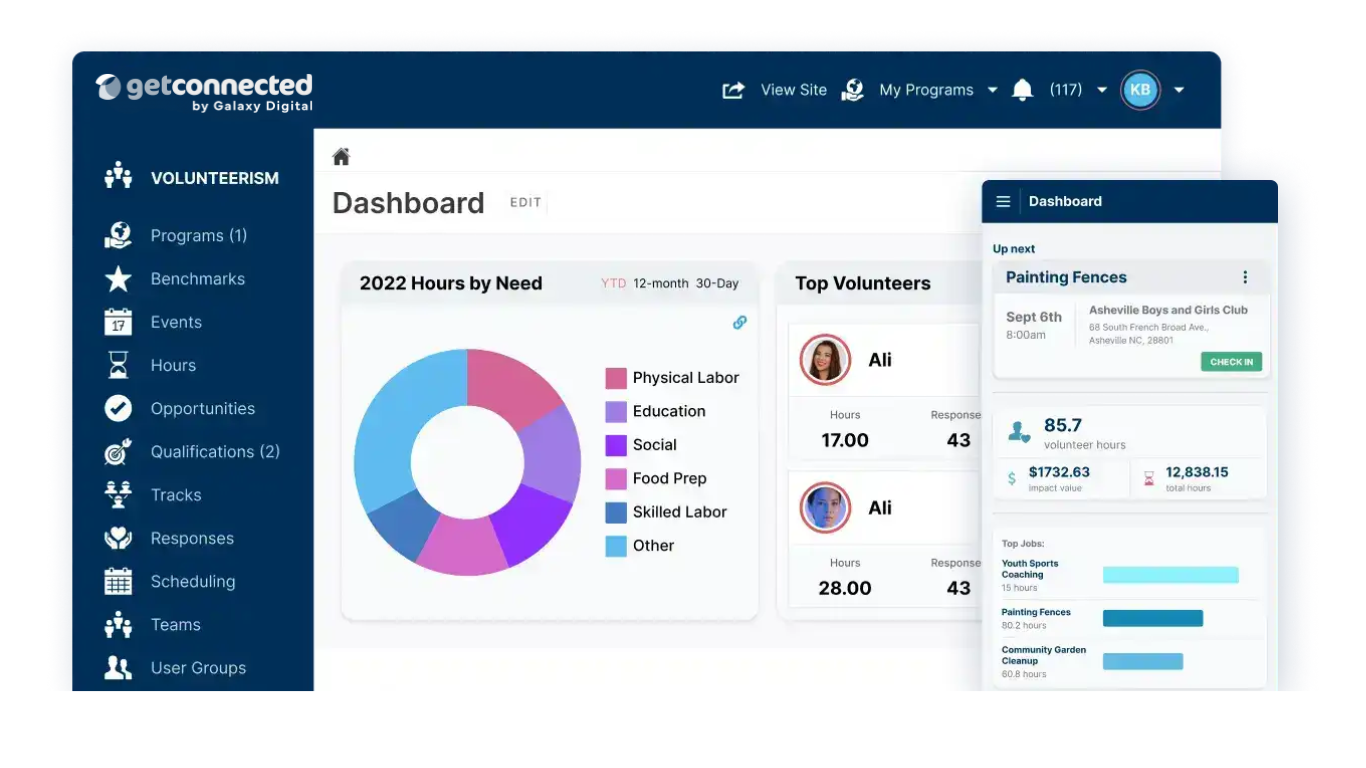 getconnected
by Galaxy Digital
View Site
My Programs
(117)
KB
VOLUNTEERISM
Programs (1)
Benchmarks
17
Events
Hours
Opportunities
Qualifications (2)
Tracks
Responses
Scheduling
Teams
User Groups
Dashboard
EDIT
2022 Hours by Need
YTD 12-month 30-Day
Physical Labor
Education
Social
Food Prep
Skilled Labor
Other
Top Volunteers
Ali
Hours Response
17.00 43
Ali
Hours Response
28.00 43
Dashboard
Up next
Painting Fences
Sept 6th
8:00am
Asheville Boys and Girls Club
68 South French Broad Ave.,
Asheville NC, 28801
CHECK IN
85.7
volunteer hours
$ $1732.63
impact value
12,838.15
total hours
Top Jobs:
Youth Sports
Coaching
15 hours
Painting Fences
80.2 hours
Community Garden
Cleanup
60.8 hours